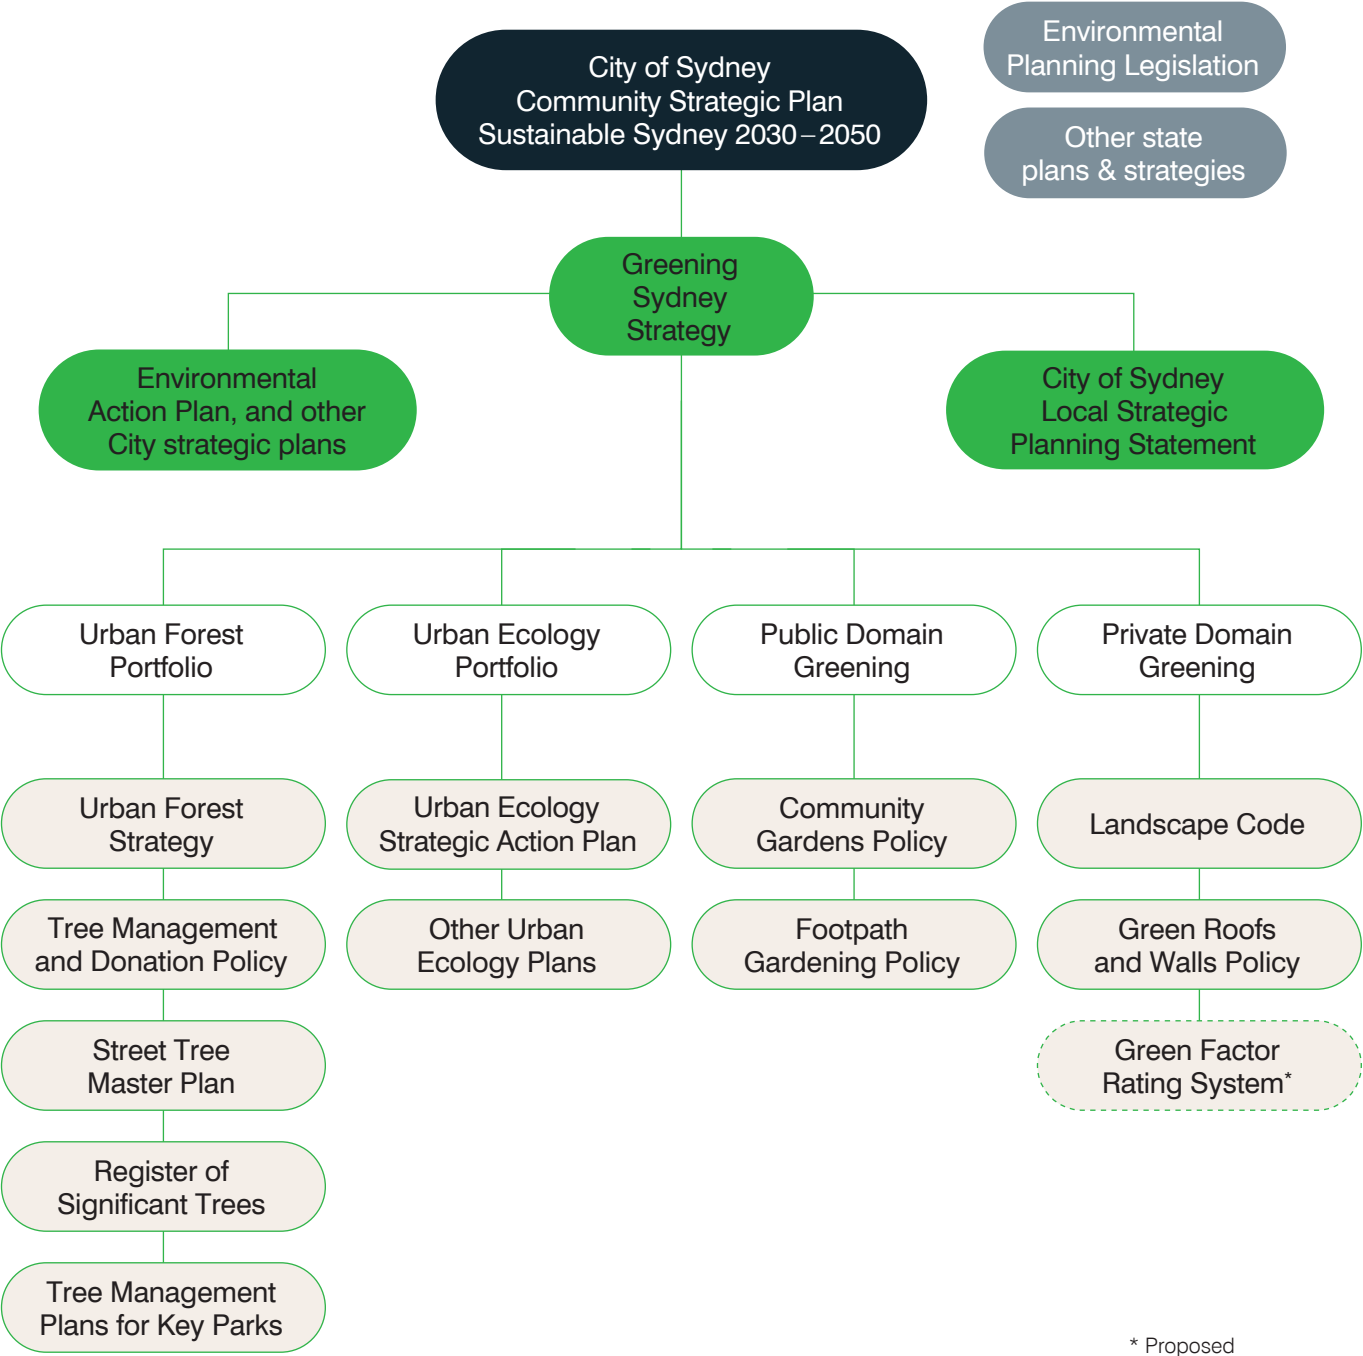 City of Sydney
Community Strategic Plan
Sustainable Sydney 2030–2050
Environmental
Planning Legislation
Other state
plans & strategies
Greening
Sydney
Strategy
Environmental
Action Plan, and other
City strategic plans
City of Sydney
Local Strategic
Planning Statement
Urban Forest
Portfolio
Urban Ecology
Portfolio
Public Domain
Greening
Private Domain
Greening
Urban Forest
Strategy
Urban Ecology
Strategic Action Plan
Community
Gardens Policy
Landscape Code
Tree Management
and Donation Policy
Other Urban
Ecology Plans
Footpath
Gardening Policy
Green Roofs
and Walls Policy
Street Tree
Master Plan
Green Factor
Rating System*
Register of
Significant Trees
Tree Management
Plans for Key Parks
* Proposed